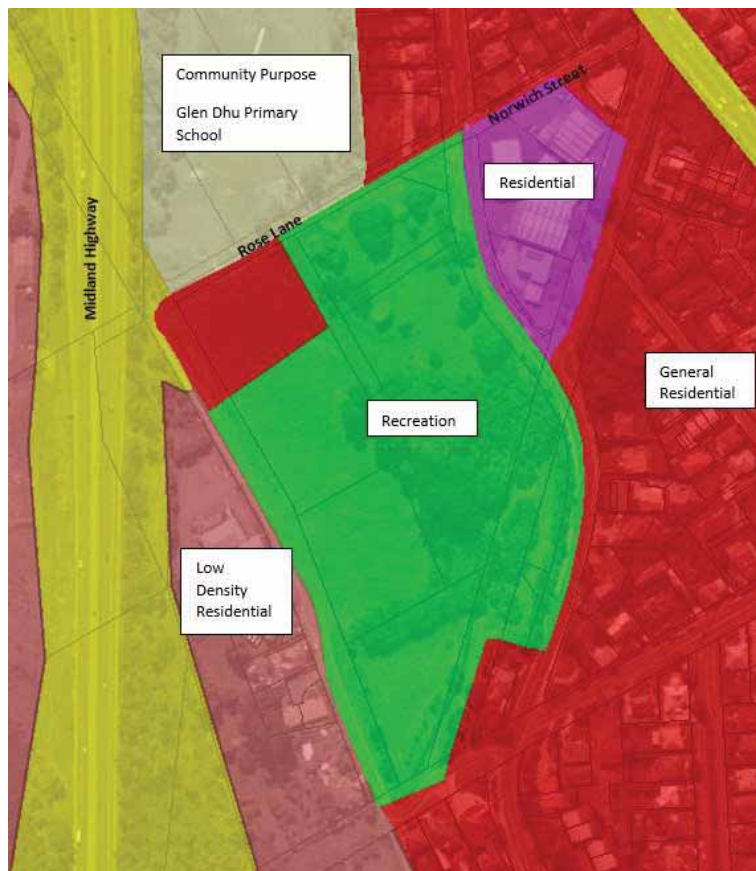 Community Purpose
Glen Dhu Primary
School
Norwich Street
Residential
Rose Lane
Midland Highway
General
Residential
Recreation
Low
Density
Residential